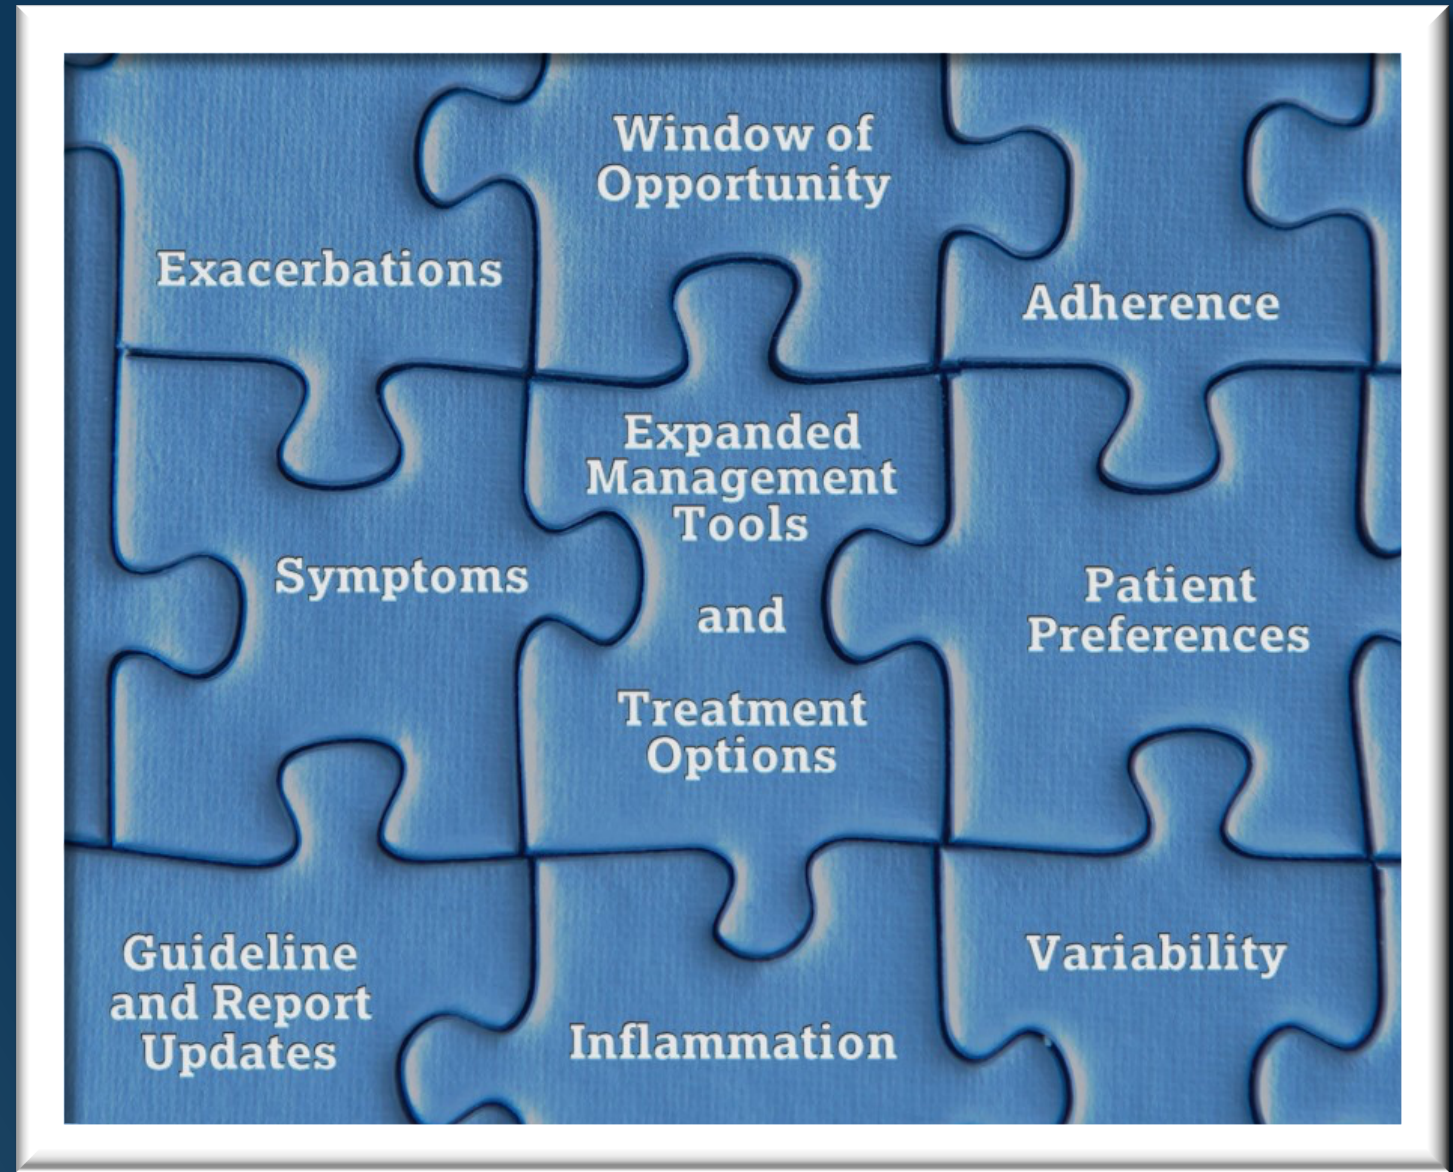 Window of
Opportunity
Exacerbations
Adherence
Expanded
Management
Tools
and
Treatment
Options
Symptoms
Patient
Preferences
Guideline
and Report
Updates
Inflammation
Variability